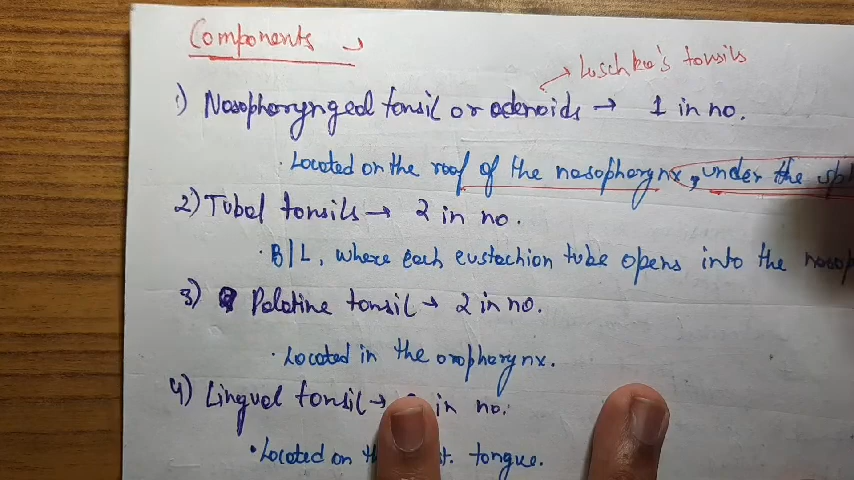 Components →
→ Luschka's tonsils
1) Nasopharyngeal tonsil or adenoids → 1 in no.
· Located on the roof of the nasopharynx, under the
2) Tubal tonsils → 2 in no.
· B/L, where each eustachian tube opens into the
3) Palatine tonsil → 2 in no.
· Located in the oropharynx.
4) Lingual tonsil → in no.
· Located on tongue.